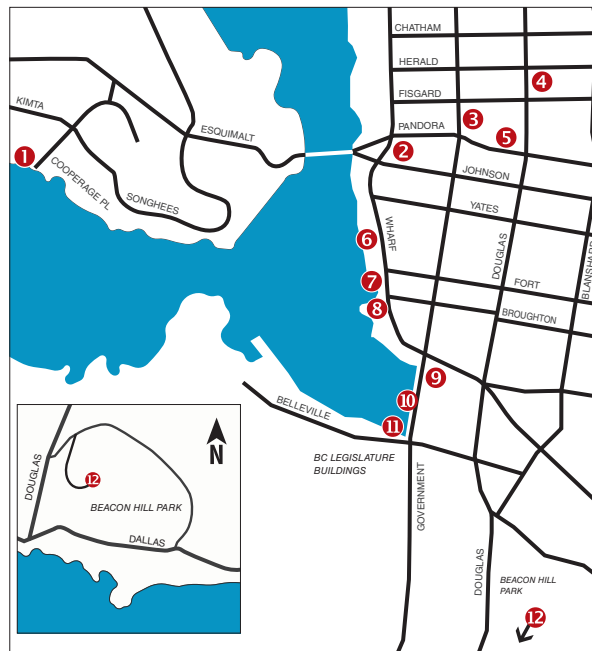 CHATHAM
HERALD
4
FISGARD
KIMTA
3
ESQUIMALT
PANDORA
5
1
2
JOHNSON
COOPERAGE PL
SONGHEES
YATES
6
WHARF
DOUGLAS
BLANSHARD
7
FORT
8
BROUGHTON
9
10
BELLEVILLE
11
BC LEGISLATURE
BUILDINGS
GOVERNMENT
N
DOUGLAS
12
BEACON HILL PARK
DALLAS
DOUGLAS
BEACON HILL
PARK
12